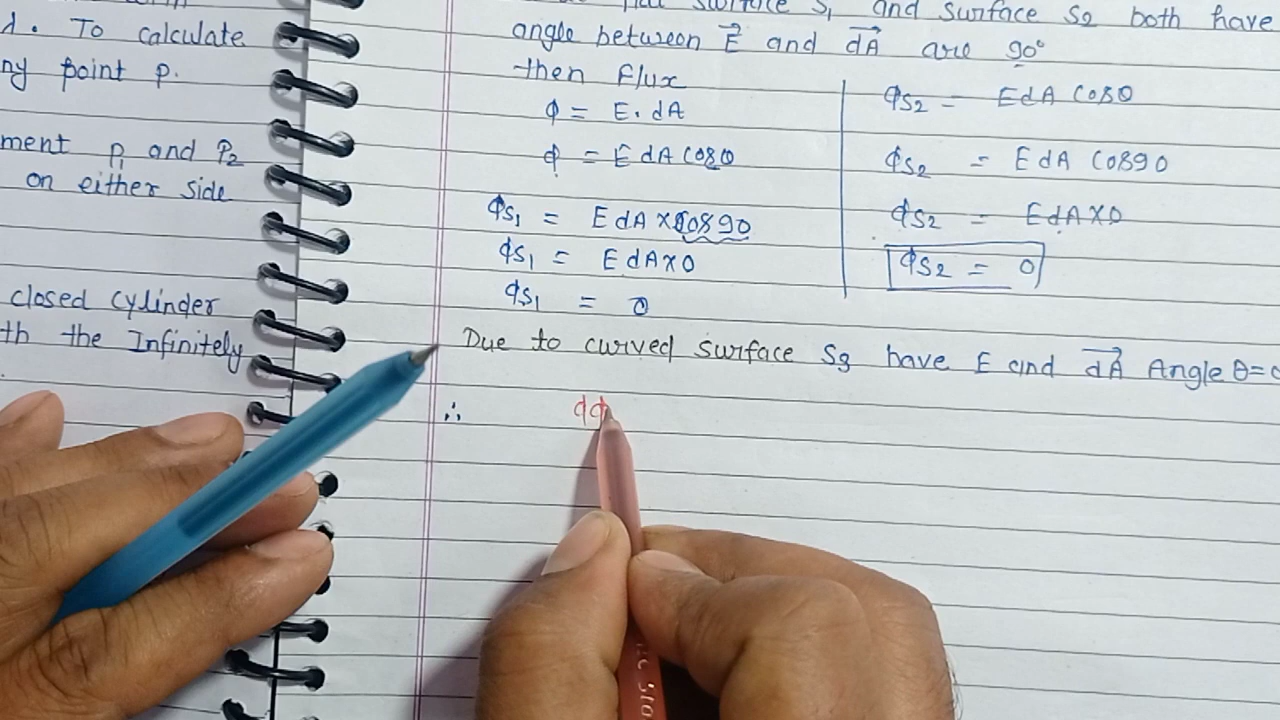 λ. To calculate
ny point p.
ment P1 and P2
on either side
closed cylinder
th the Infinitely
surface S1 and surface S2 both have
angle between E⃗ and dA⃗ are 90°
then Flux
ϕ = E. dA
ϕ = E dA Cosθ
ϕS1 = E dA X Cos90
ϕS1 = E dA X 0
ϕS1 = 0
ϕS2 = EdA Cosθ
ϕS2 = E dA Cos90
ϕS2 = EdA X 0
ϕS2 = 0
Due to curved surface S3 have E and dA⃗ Angle θ=
∴ dϕ